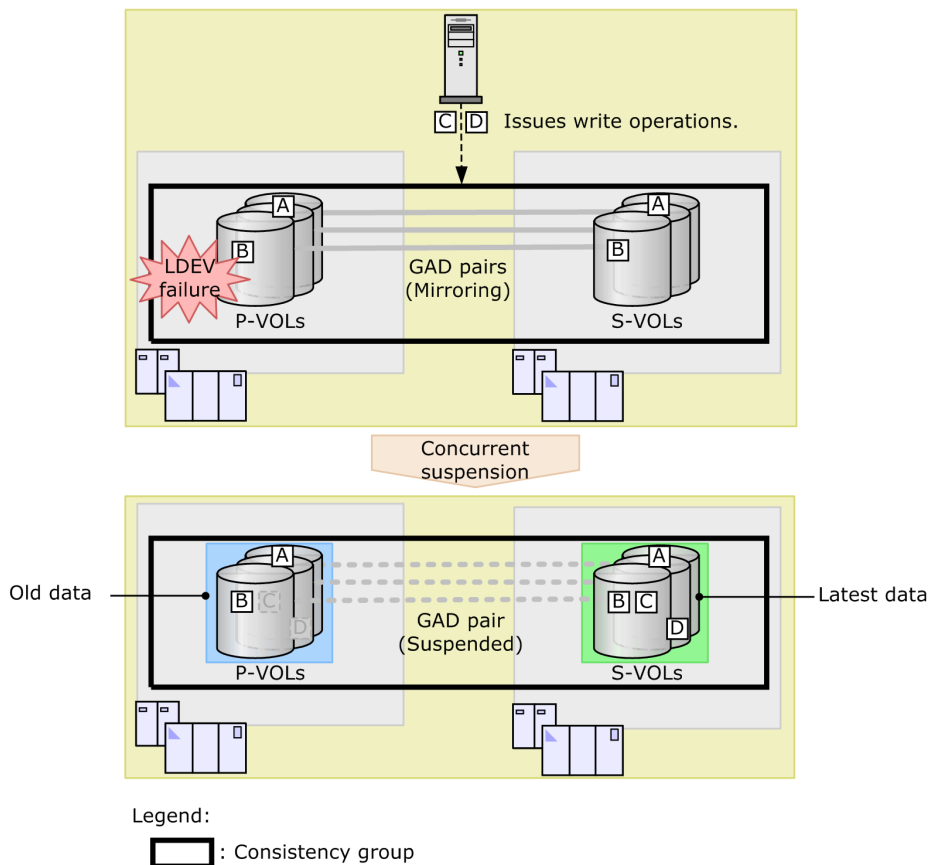 C D Issues write operations.
A A
B B
LDEV
failure
GAD pairs
(Mirroring)
P-VOLs S-VOLs
Concurrent
suspension
A A
Old data B C B C Latest data
D D
GAD pair
(Suspended)
P-VOLs S-VOLs
Legend:
: Consistency group